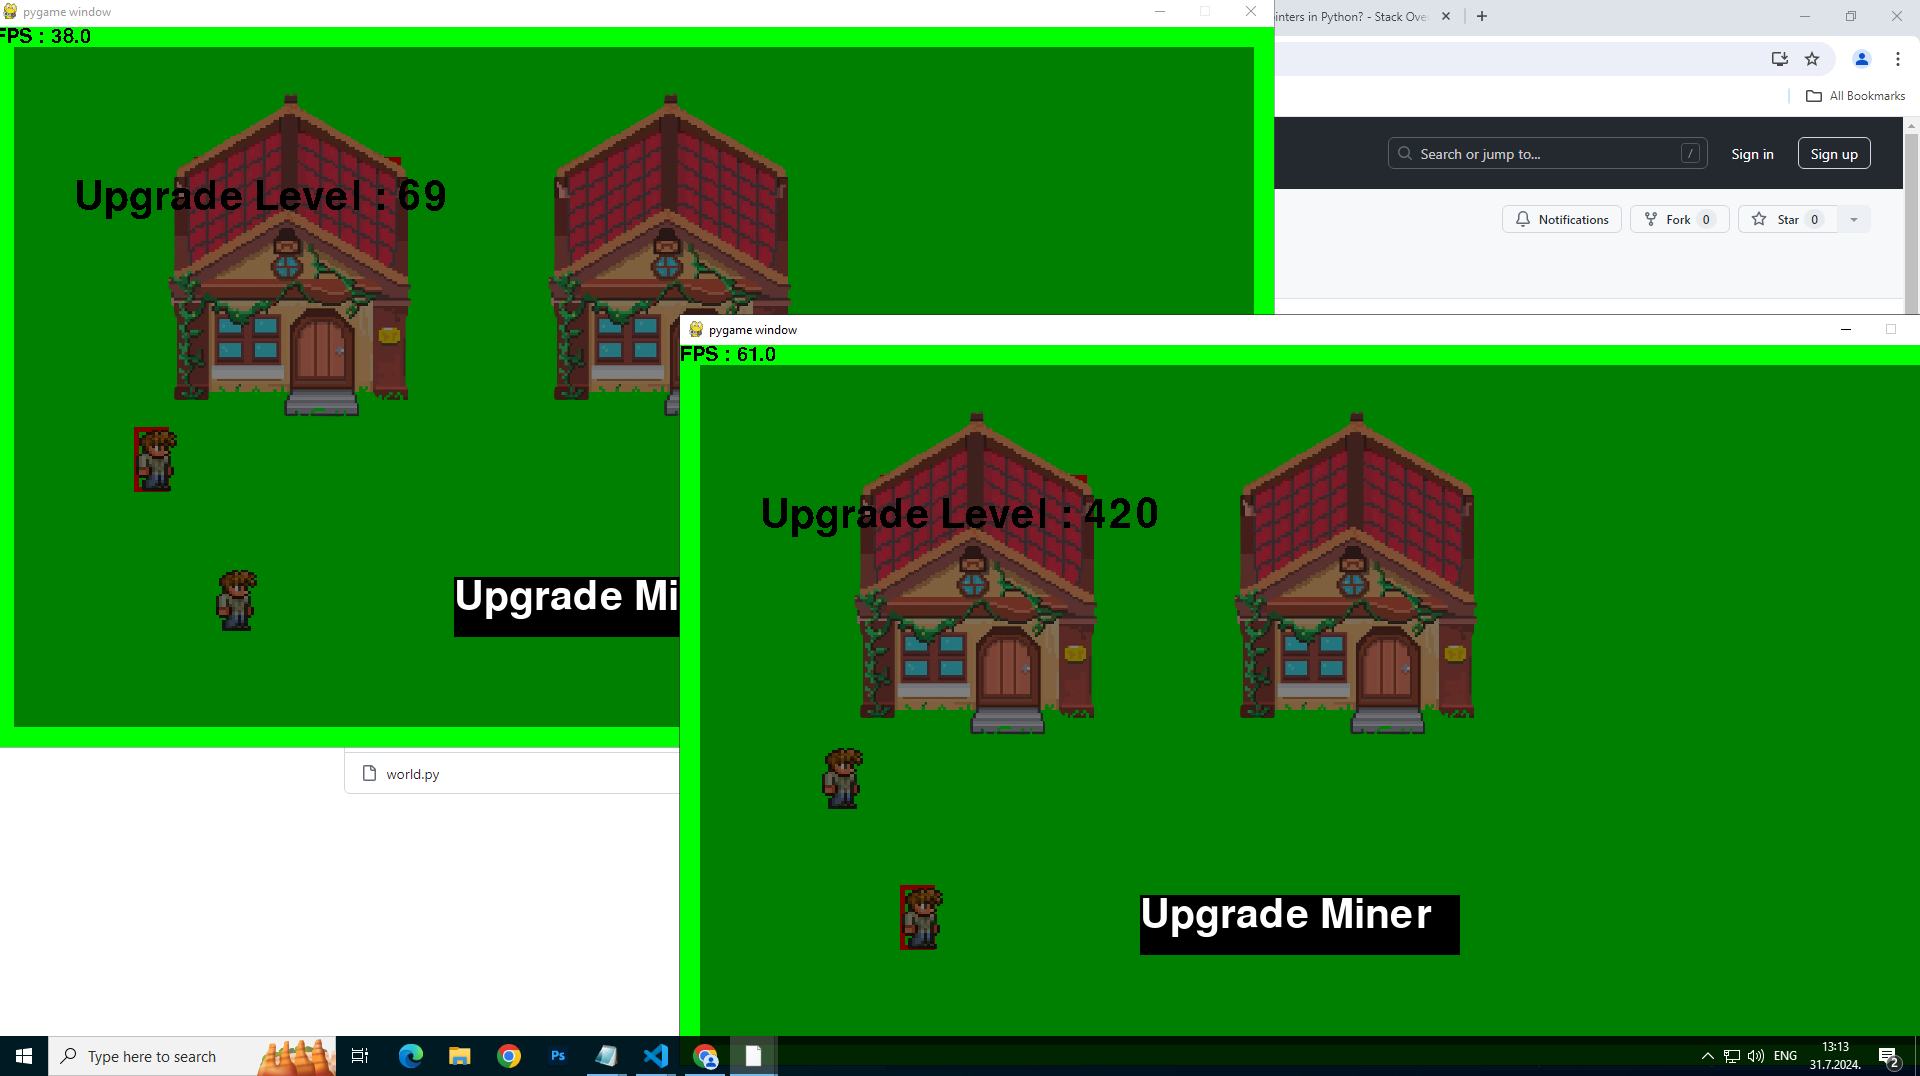 pygame window
FPS : 38.0
Upgrade Level : 69
Upgrade Mi
inters in Python? - Stack Ove
All Bookmarks
Search or jump to...
/
Sign in
Sign up
Notifications
Fork 0
Star 0
pygame window
FPS : 61.0
Upgrade Level : 420
Upgrade Miner
world.py
Type here to search
Ps
ENG
13:13
31.7.2024.
2